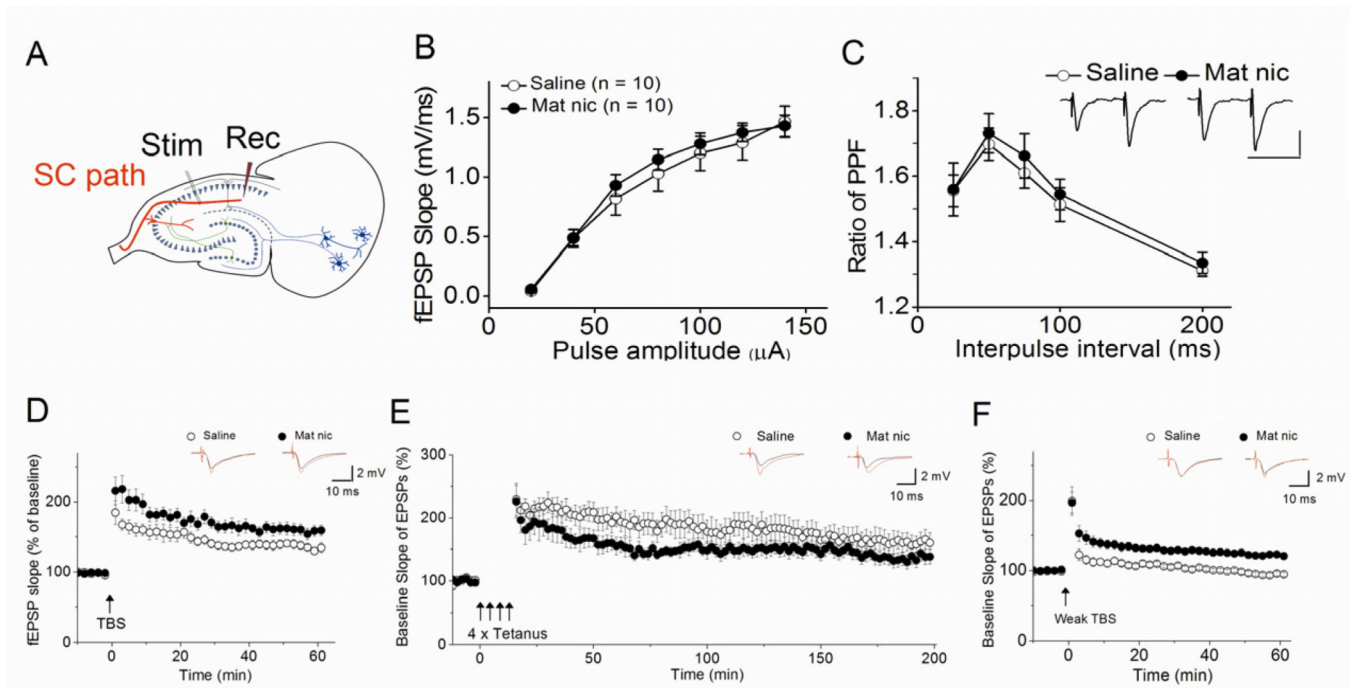 A
Stim
Rec
SC path
B
Saline (n = 10)
Mat nic (n = 10)
fEPSP Slope (mV/ms)
1.5
1.0
0.5
0.0
0
50
100
150
Pulse amplitude (μA)
C
Saline
Mat nic
Ratio of PPF
1.8
1.6
1.4
1.2
0
100
200
Interpulse interval (ms)
D
Saline
Mat nic
2 mV
10 ms
fEPSP slope (% of baseline)
200
100
0
TBS
0
20
40
60
Time (min)
E
Saline
Mat nic
2 mV
10 ms
Baseline Slope of EPSPs (%)
300
200
100
0
4 x Tetanus
0
50
100
150
200
Time (min)
F
Saline
Mat nic
2 mV
10 ms
Baseline Slope of EPSPs (%)
200
100
0
Weak TBS
0
20
40
60
Time (min)